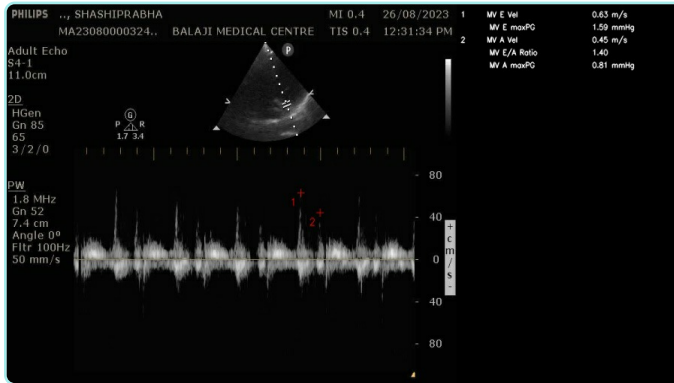 PHILIPS .., SHASHIPRABHA MI 0.4 26/08/2023
MA23080000324.. BALAJI MEDICAL CENTRE TIS 0.4 12:31:34 PM
1 MV E Vel 0.63 m/s
MV E maxPG 1.59 mmHg
2 MV A Vel 0.45 m/s
MV E/A Ratio 1.40
MV A maxPG 0.81 mmHg
Adult Echo
S4-1
11.0cm
P
2D
HGen
Gn 85
65
3/2/0
G
P R
1.7 3.4
PW
1.8 MHz
Gn 52
7.4 cm
Angle 0°
Fltr 100Hz
50 mm/s
80
40
0
40
80
+
cm/s
-
1
2